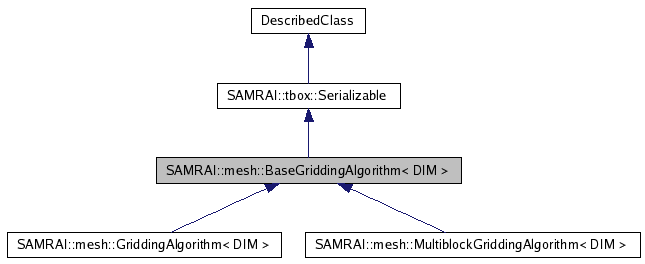 DescribedClass
SAMRAI::tbox::Serializable
SAMRAI::mesh::BaseGriddingAlgorithm< DIM >
SAMRAI::mesh::GriddingAlgorithm< DIM >
SAMRAI::mesh::MultiblockGriddingAlgorithm< DIM >